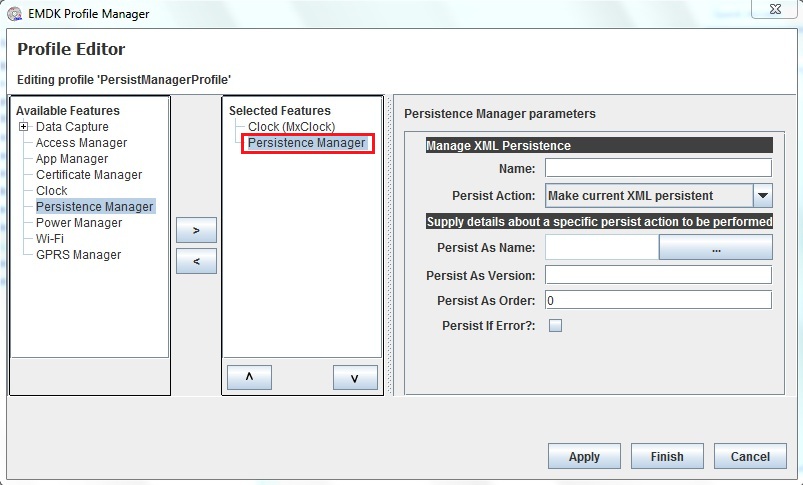 EMDK Profile Manager
Profile Editor
Editing profile 'PersistManagerProfile'
Available Features
Data Capture
Access Manager
App Manager
Certificate Manager
Clock
Persistence Manager
Power Manager
Wi-Fi
GPRS Manager
>
<
Selected Features
Clock (MxClock)
Persistence Manager
^
v
Persistence Manager parameters
Manage XML Persistence
Name:
Persist Action: Make current XML persistent
Supply details about a specific persist action to be performed
Persist As Name: ...
Persist As Version:
Persist As Order: 0
Persist If Error?:
Apply Finish Cancel